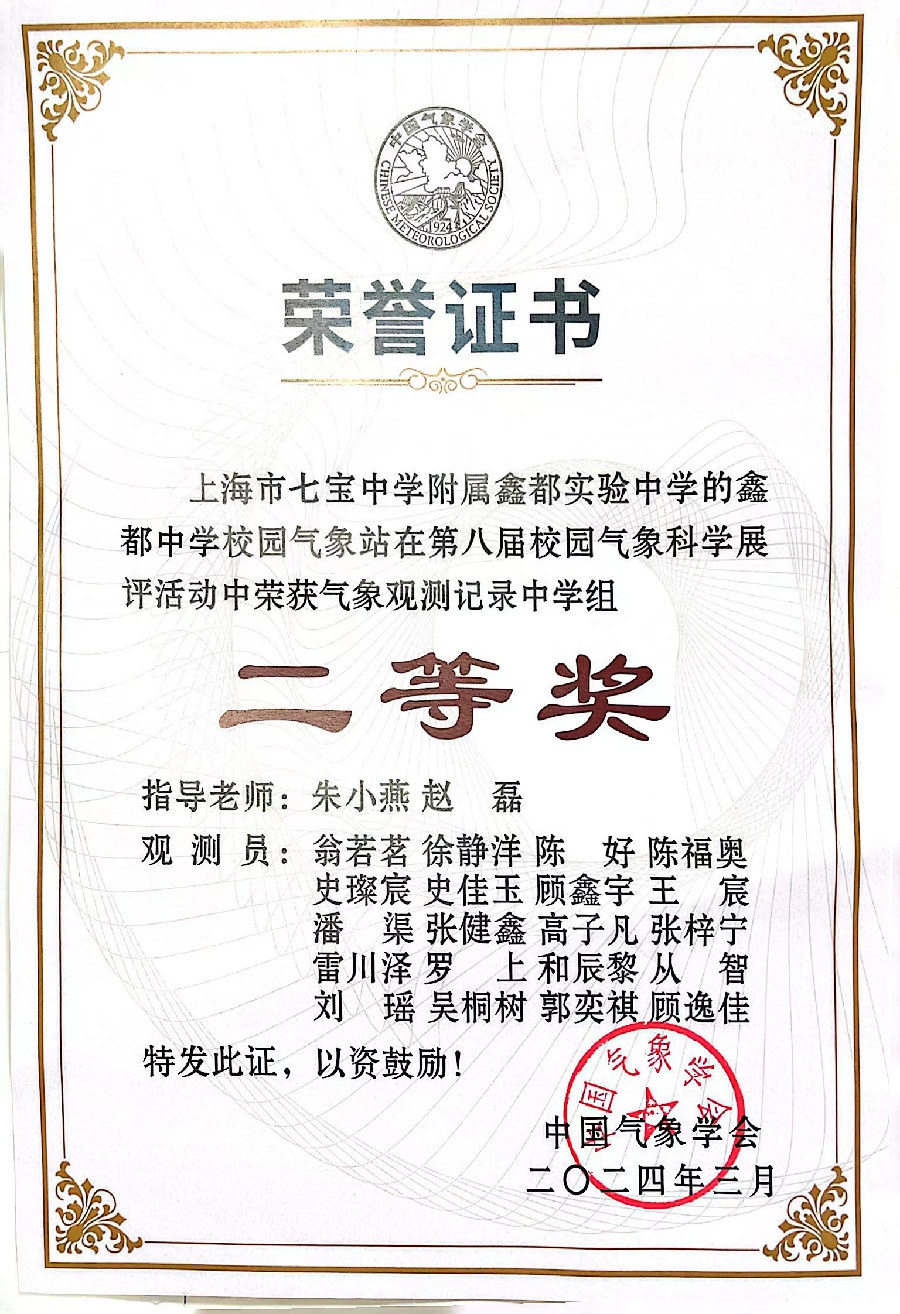 中国气象学会
CHINESE METEOROLOGICAL SOCIETY
1924
荣誉证书
上海市七宝中学附属鑫都实验中学的鑫
都中学校园气象站在第八届校园气象科学展
评活动中荣获气象观测记录中学组
二等奖
指导老师：朱小燕 赵　磊
观 测 员：翁若茗 徐静洋 陈　好 陈福奥
史璨宸 史佳玉 顾鑫宇 王　宸
潘　渠 张健鑫 高子凡 张梓宁
雷川泽 罗　上 和辰黎 从　智
刘　瑶 吴桐树 郭奕祺 顾逸佳
特发此证，以资鼓励！
中国气象学会
中国气象学会
二〇二四年三月